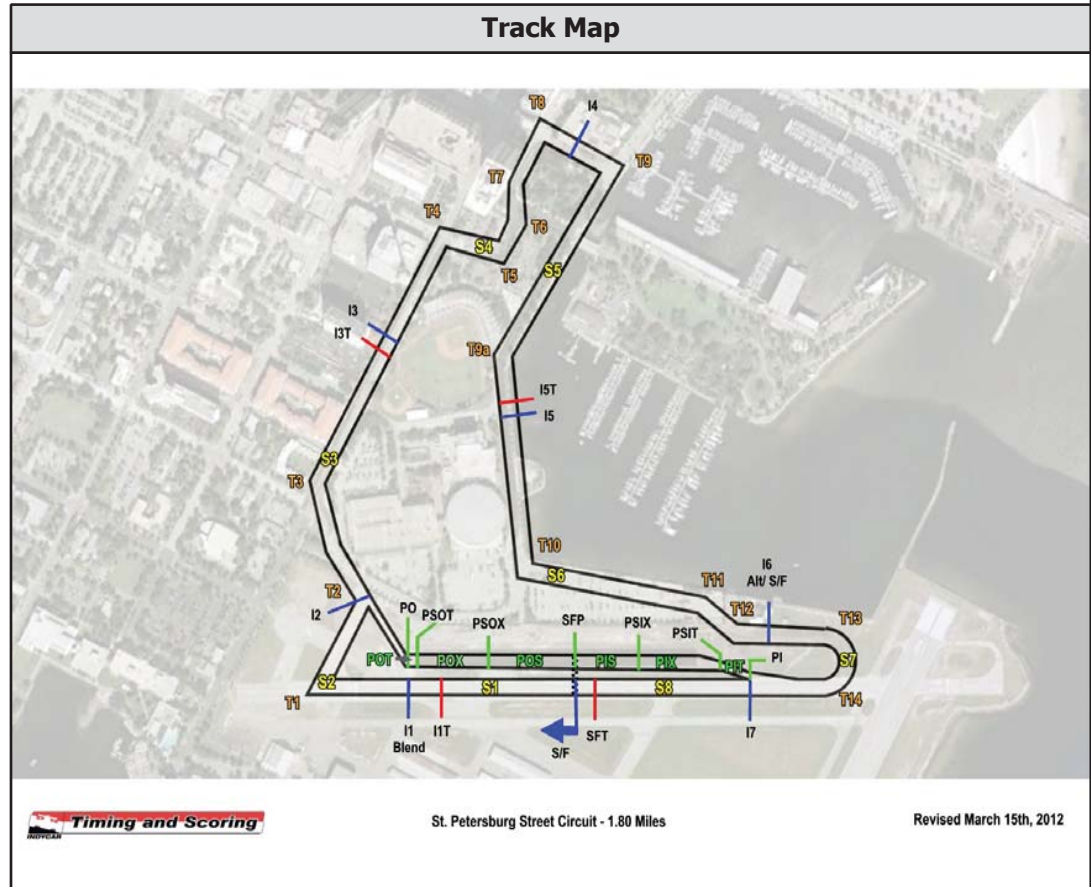 Track Map
T8
I4
T9
T7
T4
T6
S4
T5
S5
I3
I3T
T9a
I5T
I5
S3
T3
T10
S6
T11
I6
Alt/ S/F
T12
T13
T2
I2
PO
PSOT
PSOX
SFP
PSIX
PSIT
PI
POT
POX
POS
PIS
PIX
PIT
S7
S2
S1
S8
T1
T14
I1
Blend
I1T
S/F
SFT
I7
INDYCAR
Timing and Scoring
St. Petersburg Street Circuit - 1.80 Miles
Revised March 15th, 2012